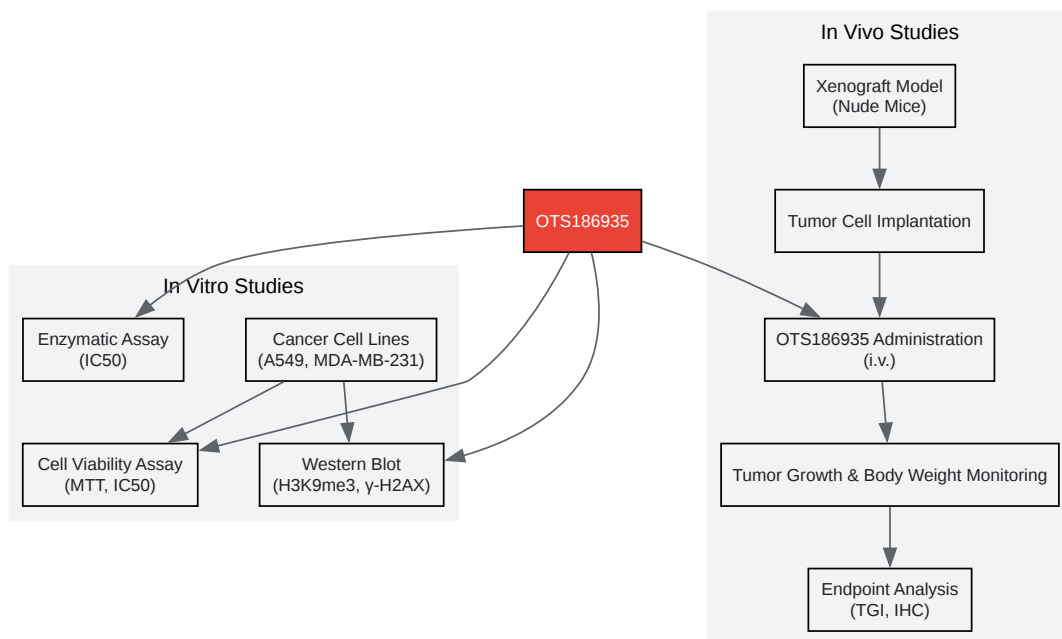 In Vivo Studies
Xenograft Model
(Nude Mice)
Tumor Cell Implantation
OTS186935
OTS186935 Administration
(i.v.)
Tumor Growth & Body Weight Monitoring
Endpoint Analysis
(TGI, IHC)
In Vitro Studies
Enzymatic Assay
(IC50)
Cancer Cell Lines
(A549, MDA-MB-231)
Cell Viability Assay
(MTT, IC50)
Western Blot
(H3K9me3, γ-H2AX)